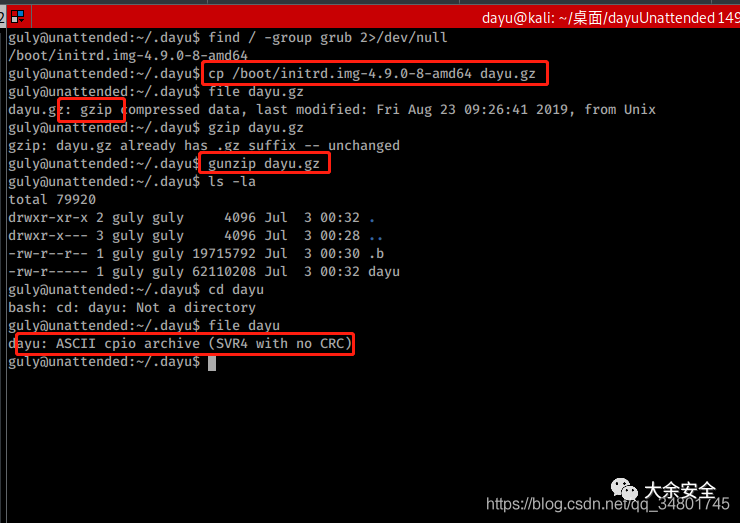 2
dayu@kali: ~/桌面/dayuUnattended 149
guly@unattended:~/.dayu$ find / -group grub 2>/dev/null
/boot/initrd.img-4.9.0-8-amd64
guly@unattended:~/.dayu$ cp /boot/initrd.img-4.9.0-8-amd64 dayu.gz
guly@unattended:~/.dayu$ file dayu.gz
dayu.gz: gzip compressed data, last modified: Fri Aug 23 09:26:41 2019, from Unix
guly@unattended:~/.dayu$ gzip dayu.gz
gzip: dayu.gz already has .gz suffix -- unchanged
guly@unattended:~/.dayu$ gunzip dayu.gz
guly@unattended:~/.dayu$ ls -la
total 79920
drwxr-xr-x 2 guly guly     4096 Jul  3 00:32 .
drwxr-x--- 3 guly guly     4096 Jul  3 00:28 ..
-rw-r--r-- 1 guly guly 19715792 Jul  3 00:30 .b
-rw-r----- 1 guly guly 62110208 Jul  3 00:32 dayu
guly@unattended:~/.dayu$ cd dayu
bash: cd: dayu: Not a directory
guly@unattended:~/.dayu$ file dayu
dayu: ASCII cpio archive (SVR4 with no CRC)
guly@unattended:~/.dayu$
大余安全
https://blog.csdn.net/qq_34801745